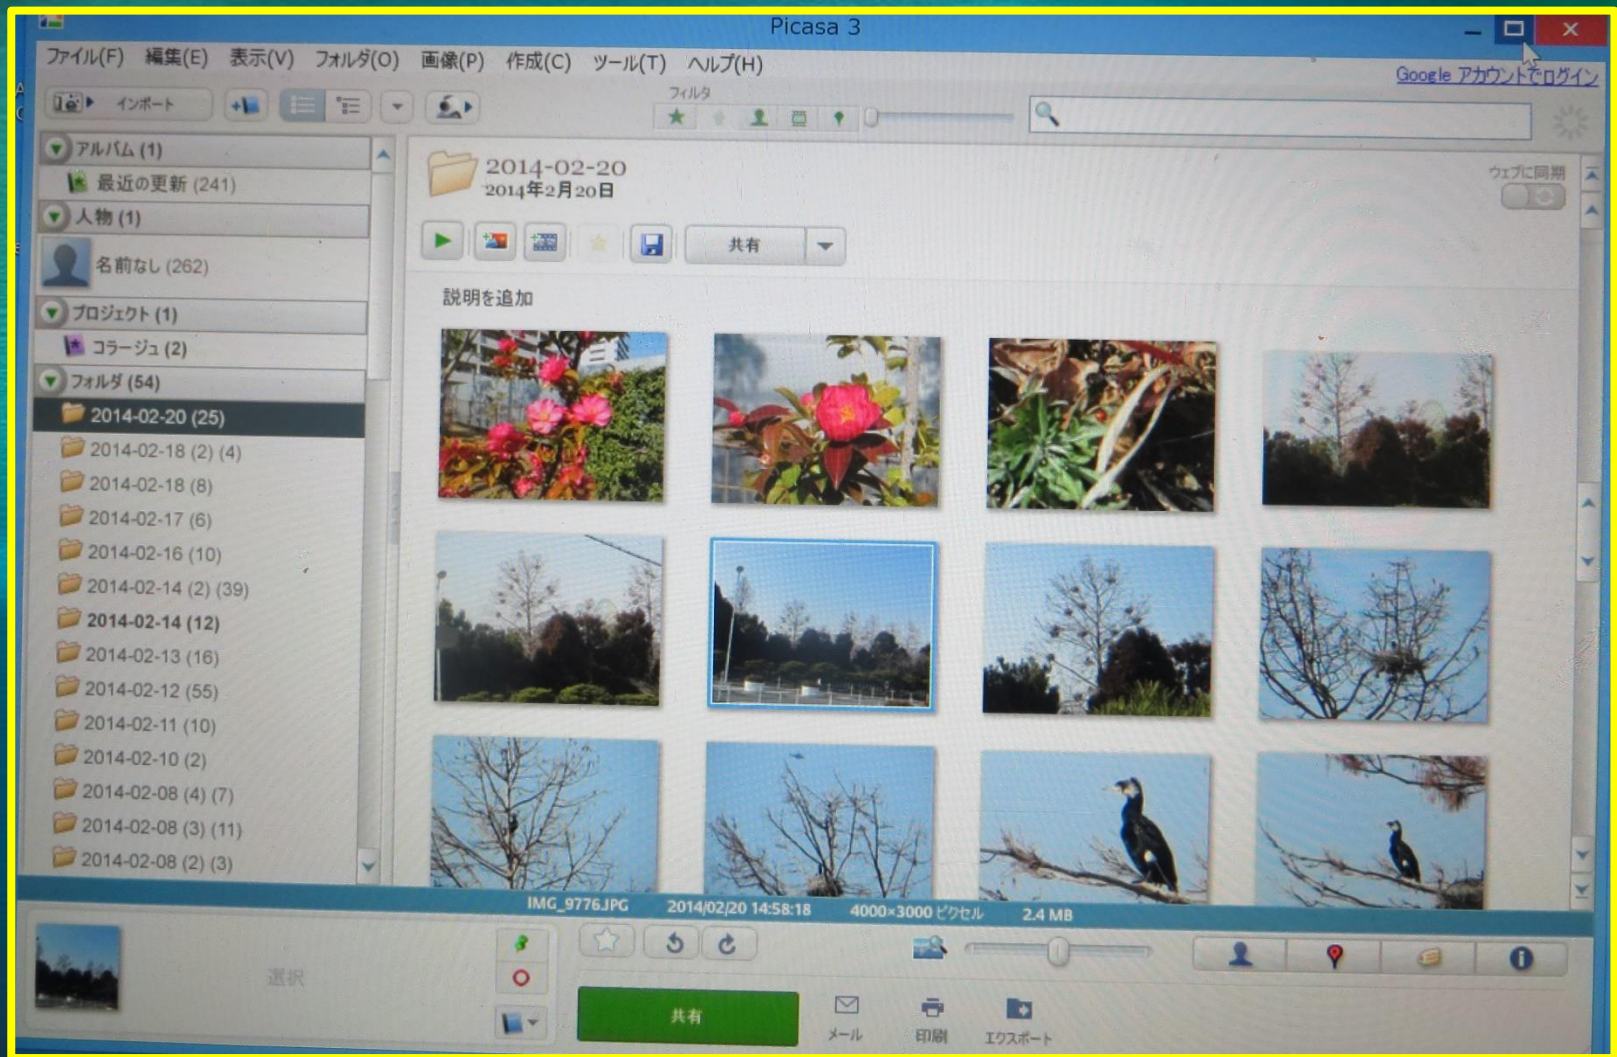 Picasa 3
ファイル(F) 編集(E) 表示(V) フォルダ(O) 画像(P) 作成(C) ツール(T) ヘルプ(H)
Google アカウントでログイン
インポート
フィルタ
アルバム (1)
最近の更新 (241)
人物 (1)
名前なし (262)
プロジェクト (1)
コラージュ (2)
フォルダ (54)
2014-02-20 (25)
2014-02-18 (2) (4)
2014-02-18 (8)
2014-02-17 (6)
2014-02-16 (10)
2014-02-14 (2) (39)
2014-02-14 (12)
2014-02-13 (16)
2014-02-12 (55)
2014-02-11 (10)
2014-02-10 (2)
2014-02-08 (4) (7)
2014-02-08 (3) (11)
2014-02-08 (2) (3)
2014-02-20
2014年2月20日
ウェブに同期
共有
説明を追加
IMG_9776.JPG 2014/02/20 14:58:18 4000×3000 ピクセル 2.4 MB
選択
共有
メール
印刷
エクスポート